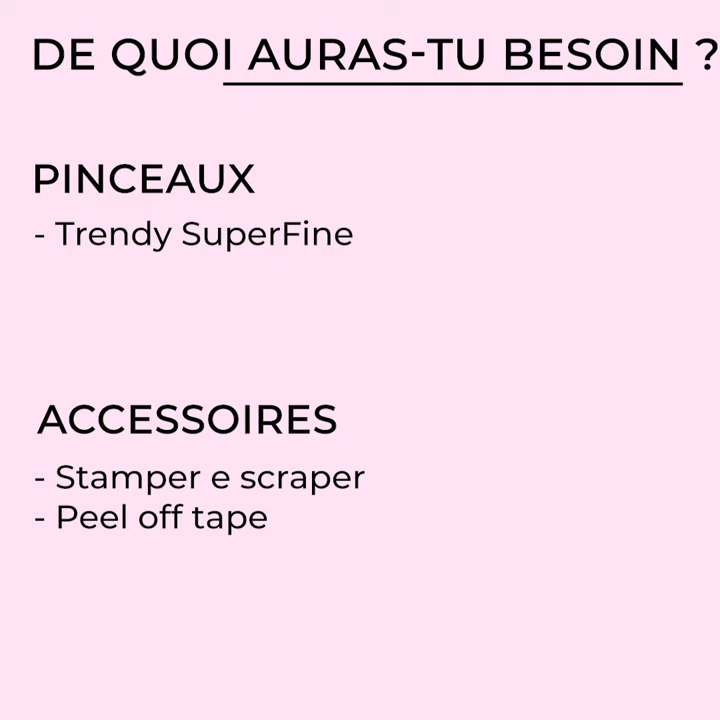 DE QUOI AURAS-TU BESOIN ?
PINCEAUX
- Trendy SuperFine
ACCESSOIRES
- Stamper e scraper
- Peel off tape